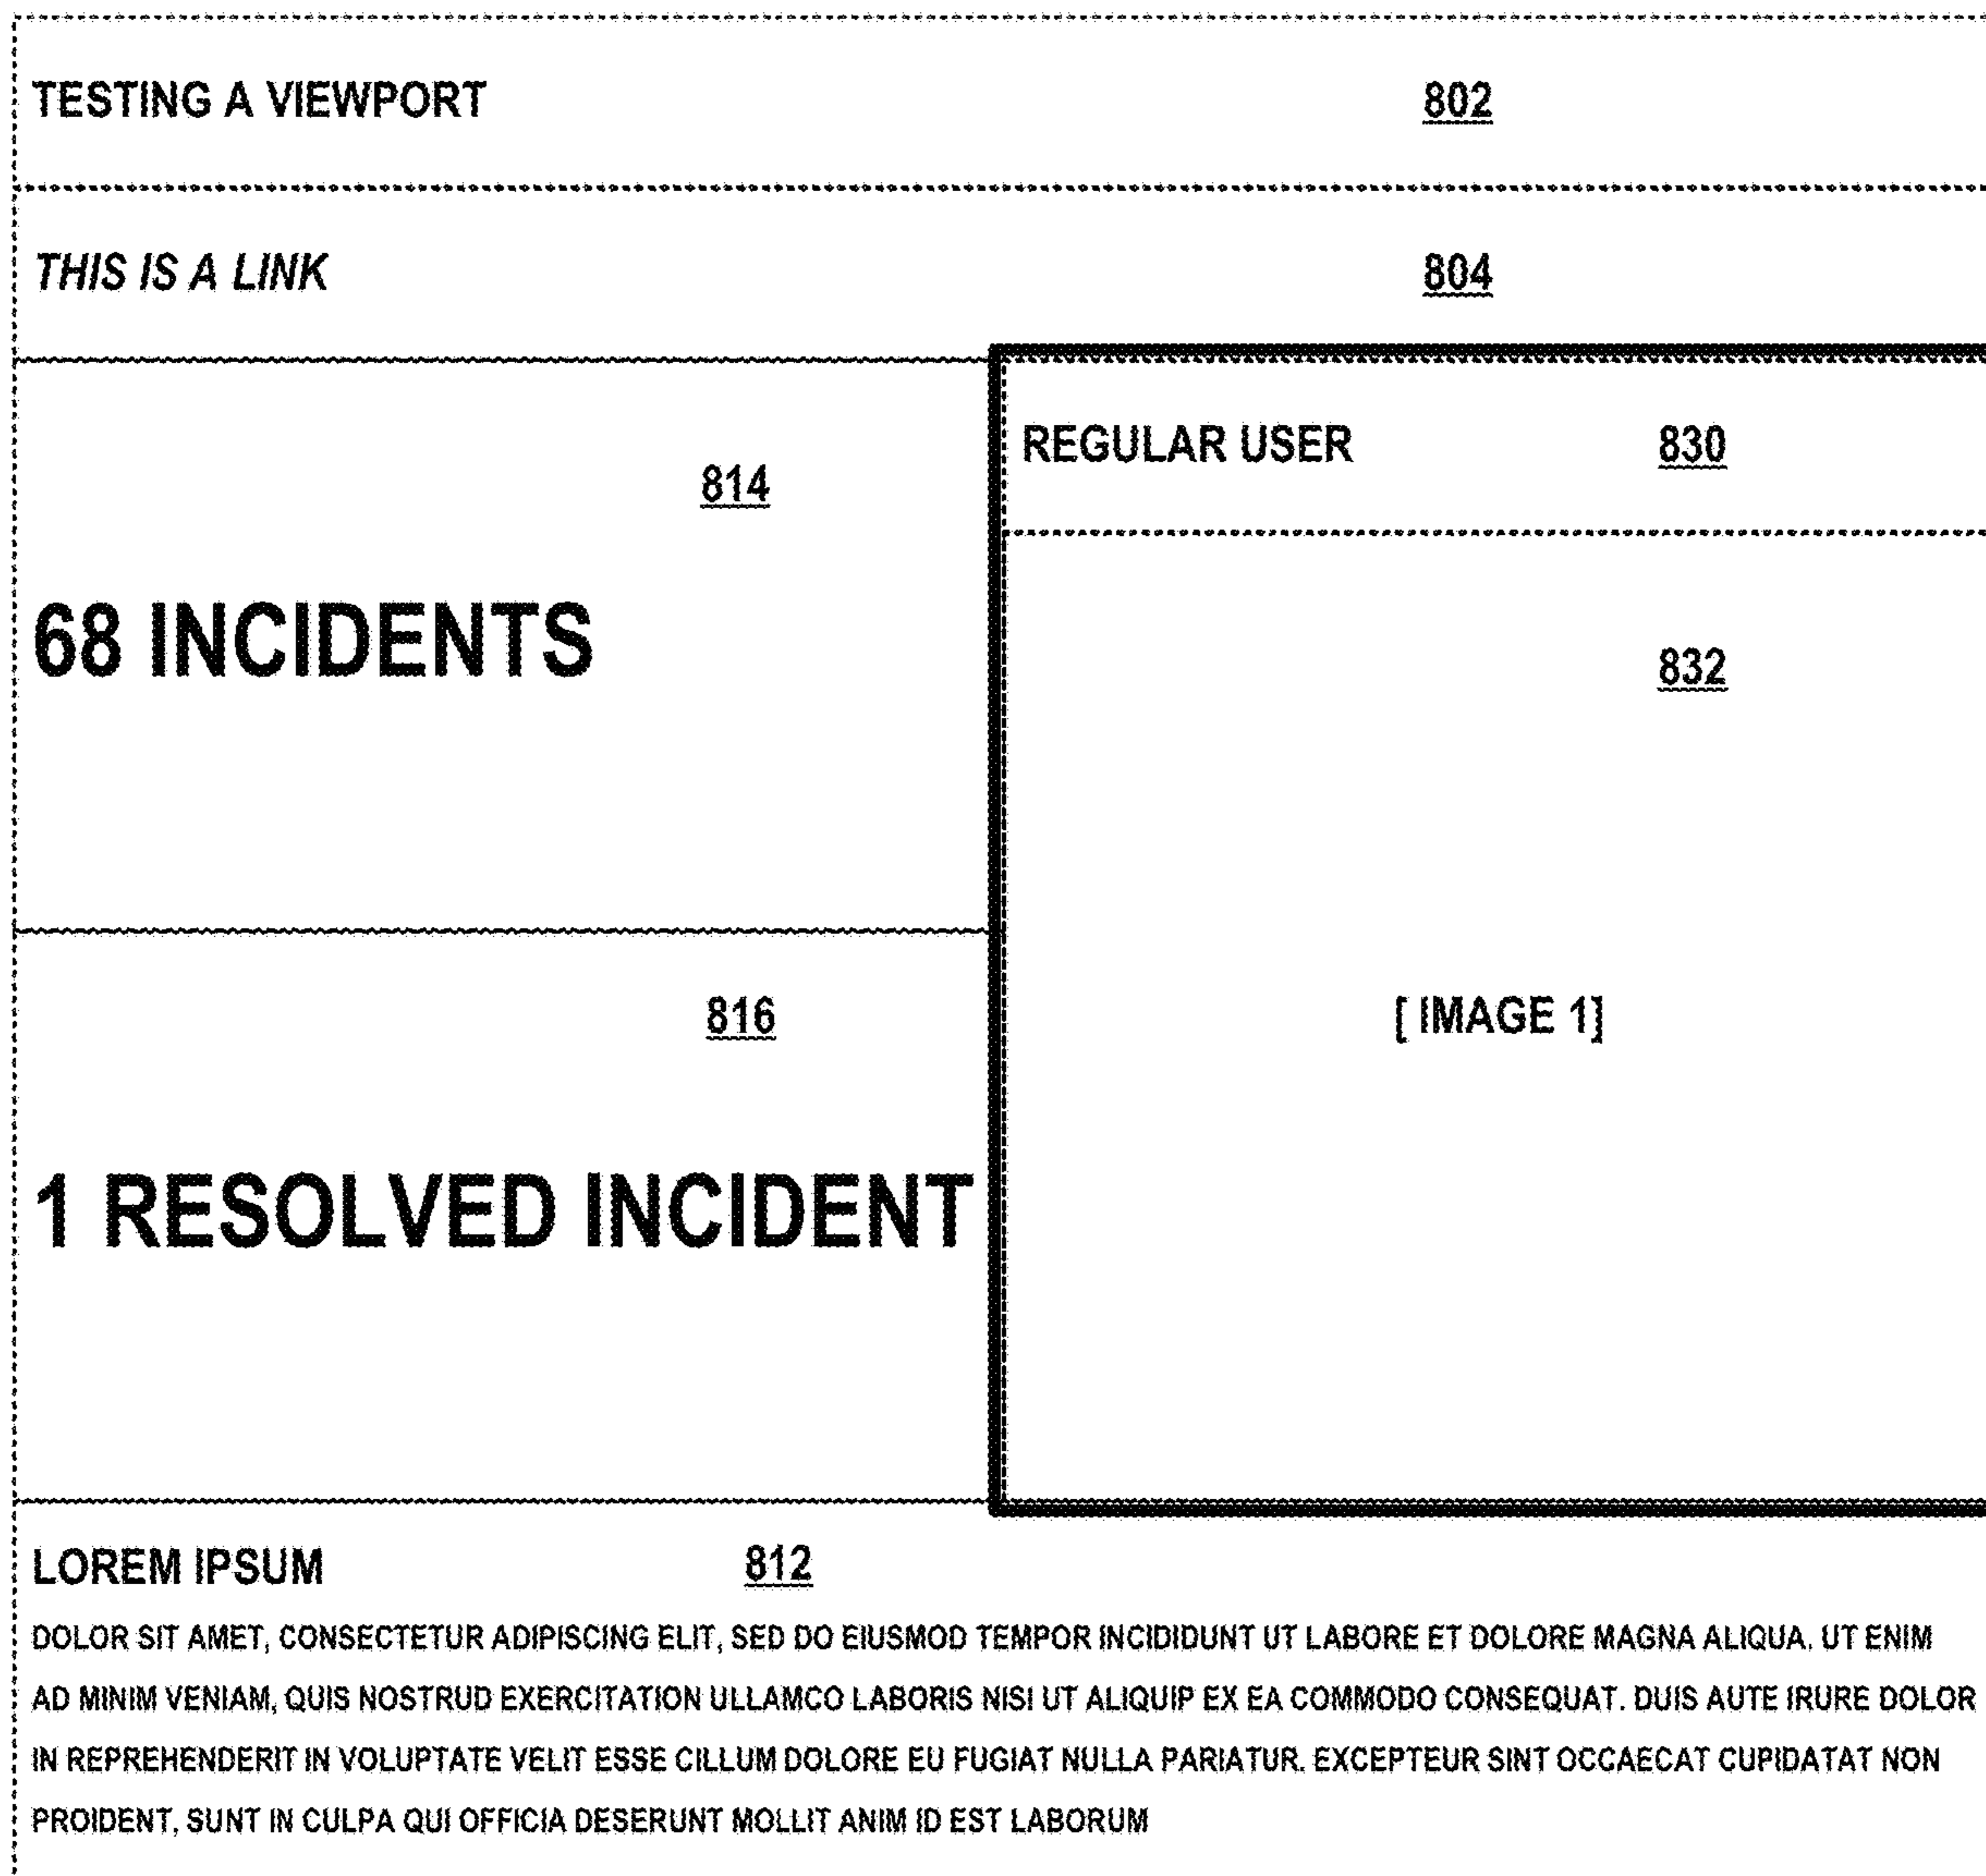 TESTING A VIEWPORT 802
THIS IS A LINK 804
814
68 INCIDENTS
816
1 RESOLVED INCIDENT
REGULAR USER 830
832
[ IMAGE 1]
LOREM IPSUM 812
DOLOR SIT AMET, CONSECTETUR ADIPISCING ELIT, SED DO EIUSMOD TEMPOR INCIDIDUNT UT LABORE ET DOLORE MAGNA ALIQUA. UT ENIM
AD MINIM VENIAM, QUIS NOSTRUD EXERCITATION ULLAMCO LABORIS NISI UT ALIQUIP EX EA COMMODO CONSEQUAT. DUIS AUTE IRURE DOLOR
IN REPREHENDERIT IN VOLUPTATE VELIT ESSE CILLUM DOLORE EU FUGIAT NULLA PARIATUR. EXCEPTEUR SINT OCCAECAT CUPIDATAT NON
PROIDENT, SUNT IN CULPA QUI OFFICIA DESERUNT MOLLIT ANIM ID EST LABORUM